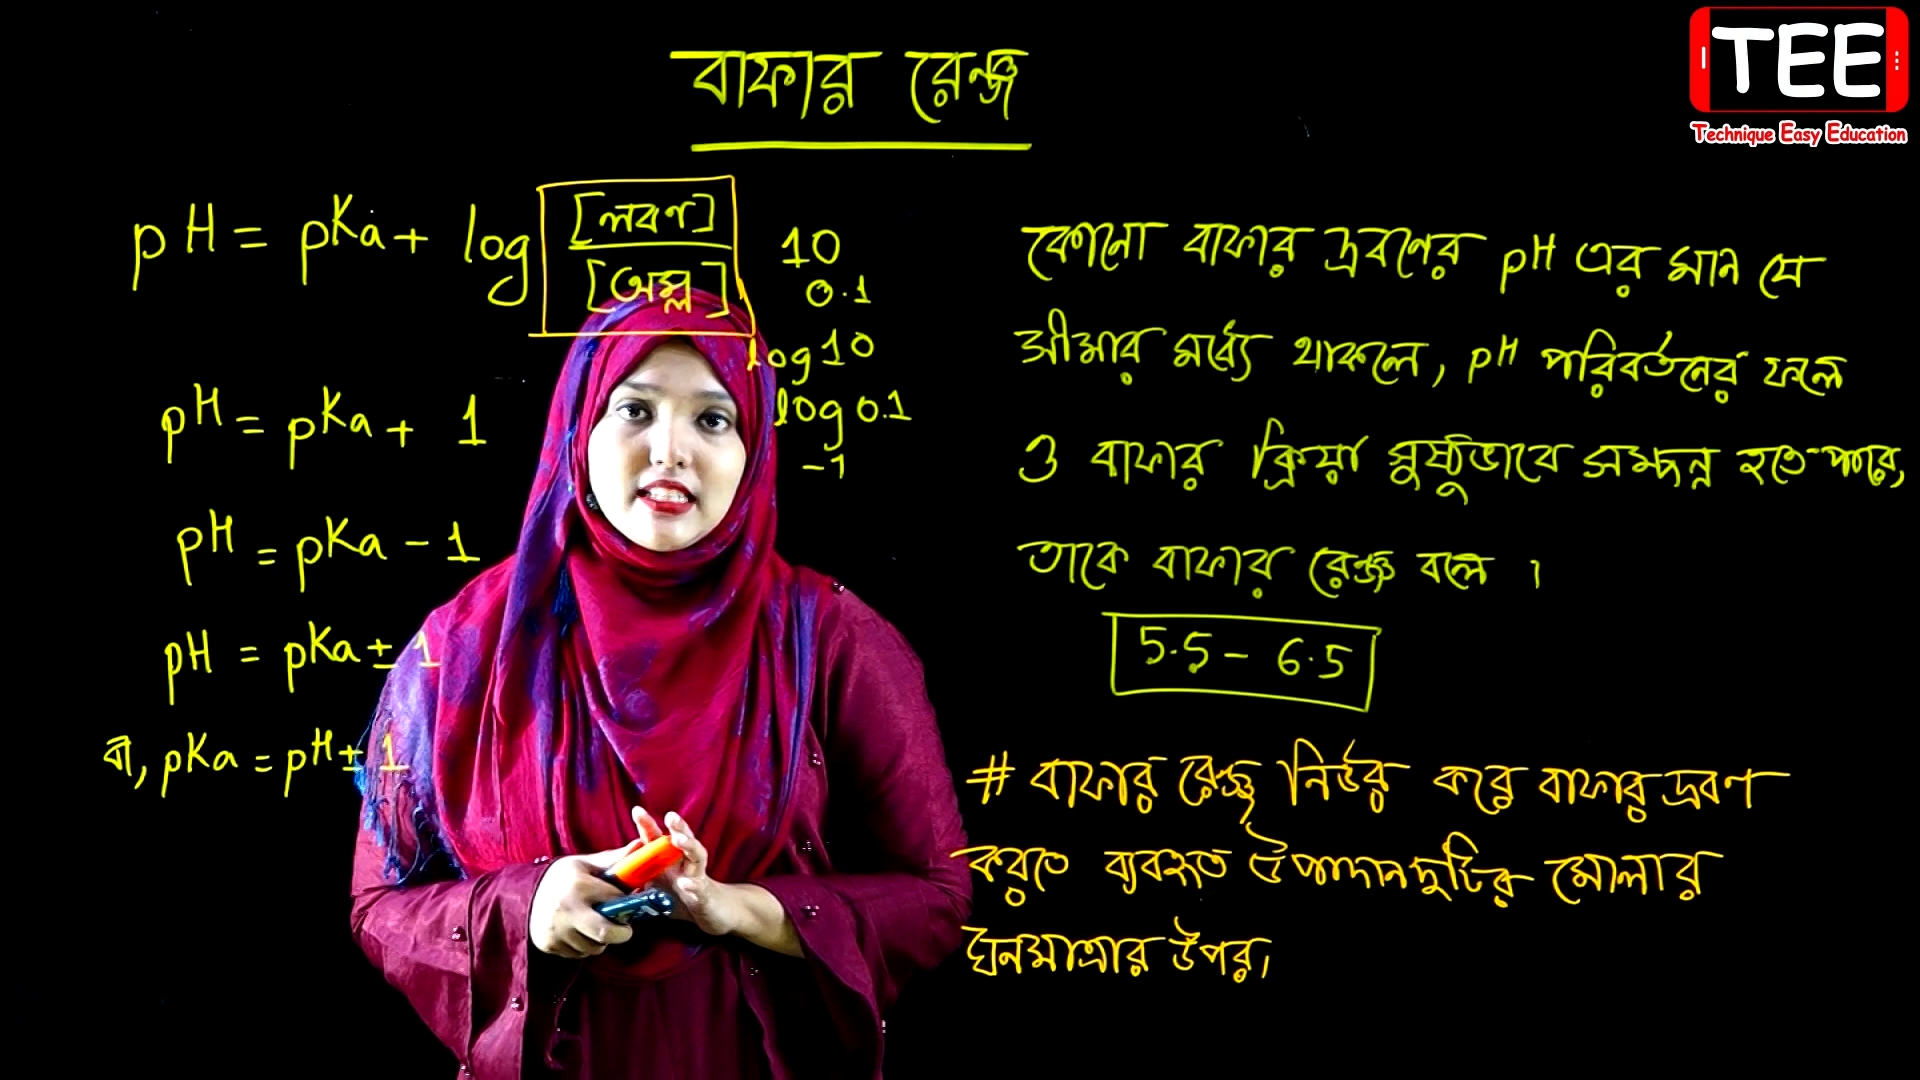 TEE
Technique Easy Education
বাফার রেঞ্জ
pH = pKa + log [লবণ]
[অম্ল]
10
0.1
log 10
log 0.1
-1
pH = pKa + 1
pH = pKa - 1
pH = pKa ± 1
বা, pKa = pH ± 1
কোনো বাফার দ্রবণের pH এর মান যে
সীমার মধ্যে থাকলে, pH পরিবর্তনের ফলে
ও বাফার ক্রিয়া সুষ্ঠুভাবে সম্পন্ন হতে পারে,
তাকে বাফার রেঞ্জ বলে ।
5.5 - 6.5
# বাফার রেঞ্জ নির্ভর করে বাফার দ্রবণ
করতে ব্যবহৃত উপাদান দুটির মোলার
ঘনমাত্রার উপর।